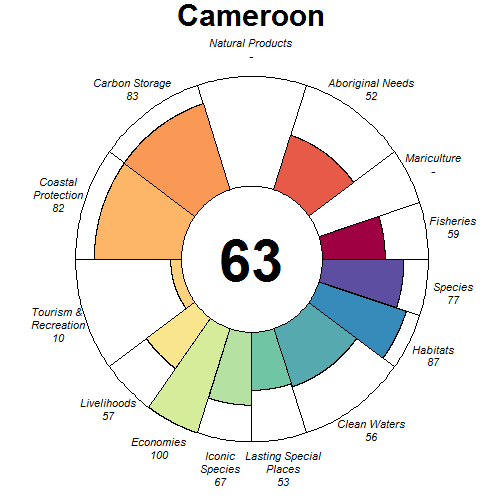 Cameroon
Natural Products
-
Carbon Storage
83
Aboriginal Needs
52
Mariculture
-
Coastal
Protection
82
Fisheries
59
63
Species
77
Tourism &
Recreation
10
Habitats
87
Livelihoods
57
Clean Waters
56
Economies
100
Iconic
Species
67
Lasting Special
Places
53